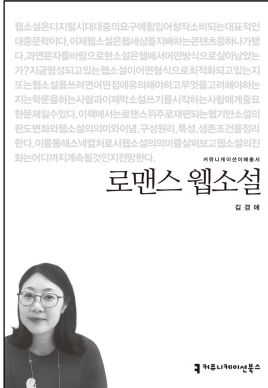 웹소설은디지털시대대중의요구에힘입어창작소비되는대표적인
대중문학이다.이제웹소설은웹세상을지배하는콘텐츠중하나가됐
다.과연문자를바탕으로한소설은웹에서어떤방식으로살아남았는
가?지금형성되고있는웹소설이어떤형식으로최적화되고있는지
또는웹소설을쓰려면어떤점에유의해야하고무엇을고려해야하는
지는학문을하는사람과이제막소설쓰기를시작하는사람에게중요
한문제일수있다.이책에서는로맨스위주로재편되는웹기반소설의
판도변화와웹소설의의미와이념,구성원리,특성,생존조건을정리
한다.이를통해스낵컬처로서웹소설의의미를살펴보고웹소설의진
화는어디까지계속될것인지전망한다.
커뮤니케이션이해총서
로맨스 웹소설
김경애
커뮤니케이션북스